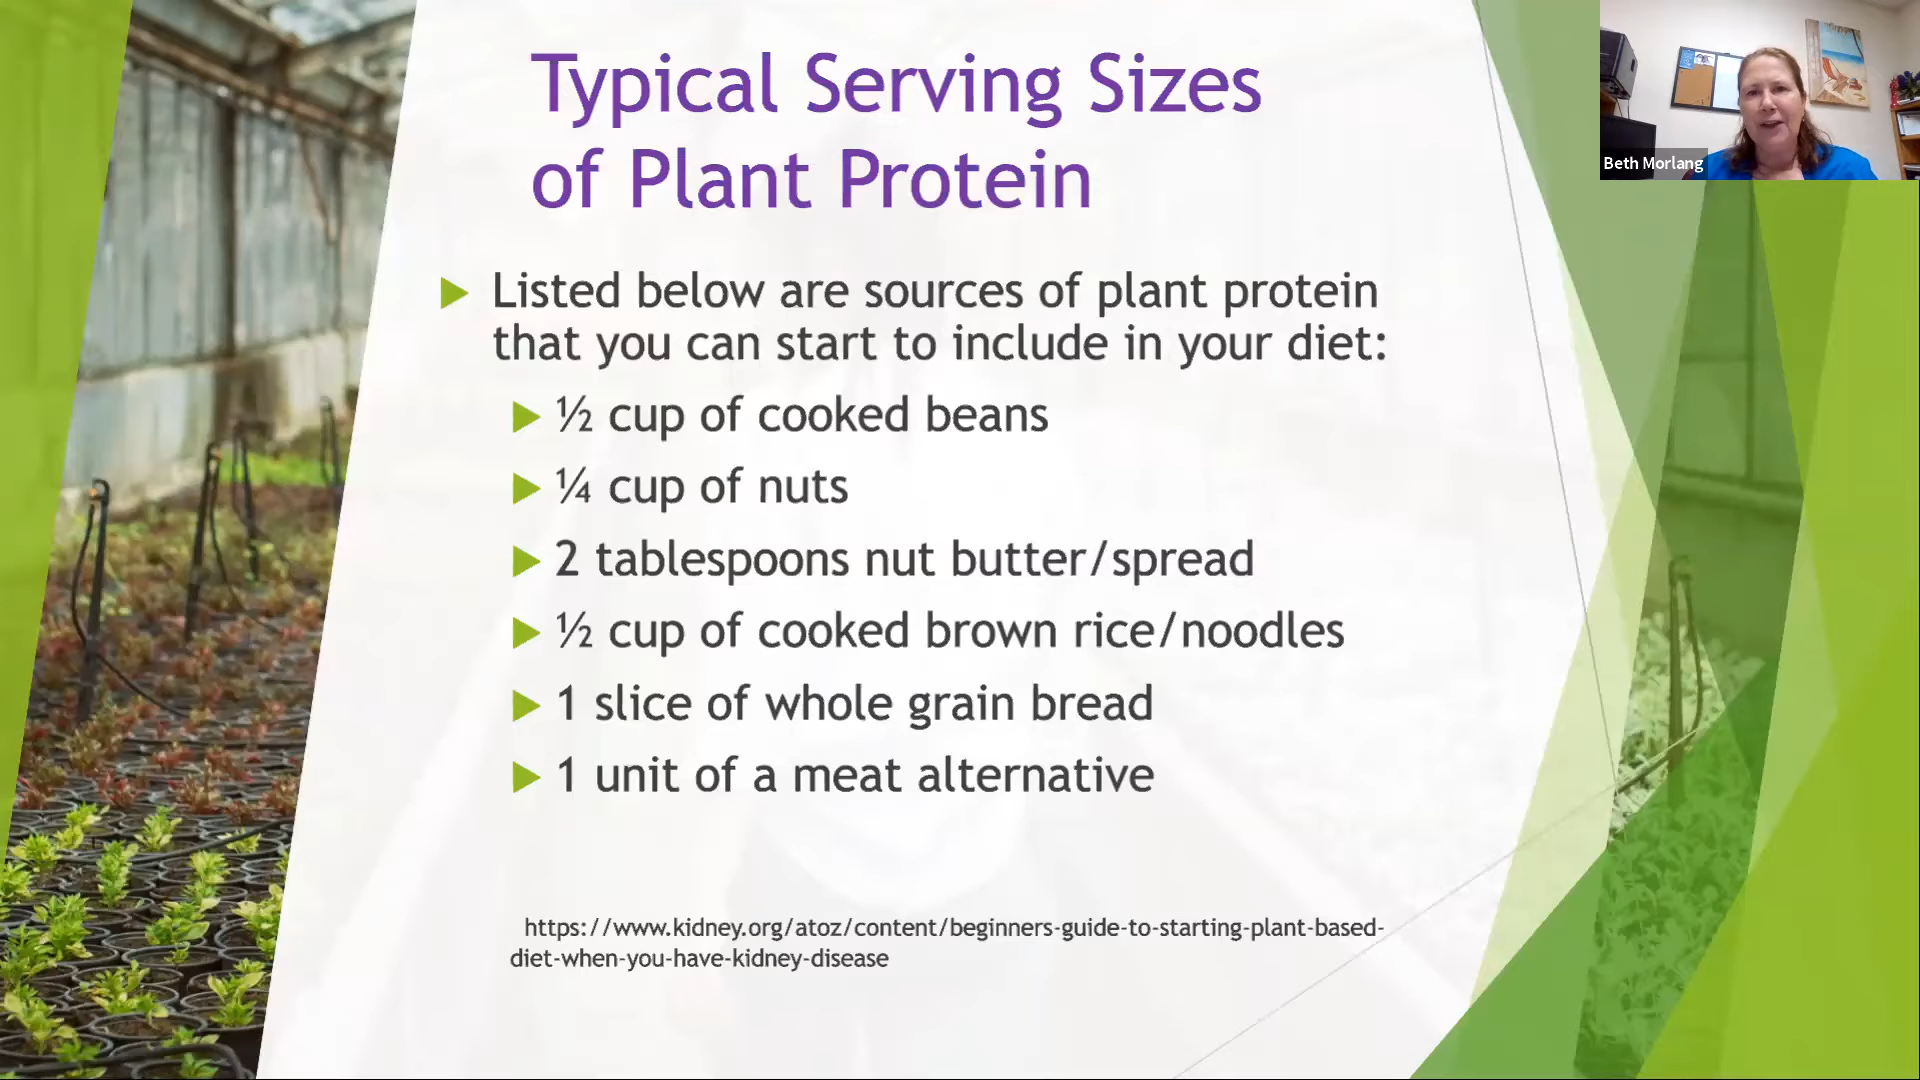 Typical Serving Sizes
of Plant Protein
Beth Morlang
Listed below are sources of plant protein
that you can start to include in your diet:
½ cup of cooked beans
¼ cup of nuts
2 tablespoons nut butter/spread
½ cup of cooked brown rice/noodles
1 slice of whole grain bread
1 unit of a meat alternative
https://www.kidney.org/atoz/content/beginners-guide-to-starting-plant-based-
diet-when-you-have-kidney-disease